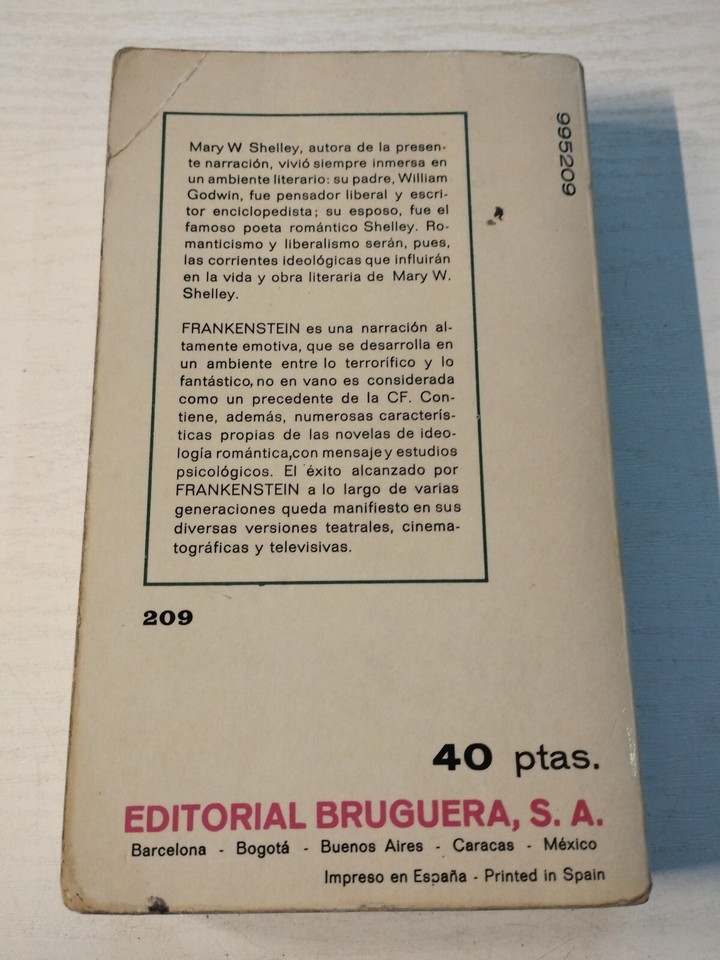 995209
Mary W Shelley, autora de la presen-
te narración, vivió siempre inmersa en
un ambiente literario: su padre, William
Godwin, fue pensador liberal y escri-
tor enciclopedista; su esposo, fue el
famoso poeta romántico Shelley. Ro-
manticismo y liberalismo serán, pues,
las corrientes ideológicas que influirán
en la vida y obra literaria de Mary W.
Shelley.
FRANKENSTEIN es una narración al-
tamente emotiva, que se desarrolla en
un ambiente entre lo terrorífico y lo
fantástico, no en vano es considerada
como un precedente de la CF. Con-
tiene, además, numerosas caracterís-
ticas propias de las novelas de ideo-
logía romántica,con mensaje y estudios
psicológicos. El éxito alcanzado por
FRANKENSTEIN a lo largo de varias
generaciones queda manifiesto en sus
diversas versiones teatrales, cinema-
tográficas y televisivas.
209
40 ptas.
EDITORIAL BRUGUERA, S. A.
Barcelona - Bogotá - Buenos Aires - Caracas - México
Impreso en España - Printed in Spain